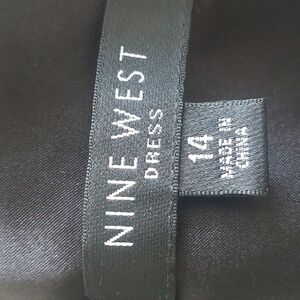 NINE WEST
DRESS
14
MADE IN
CHINA